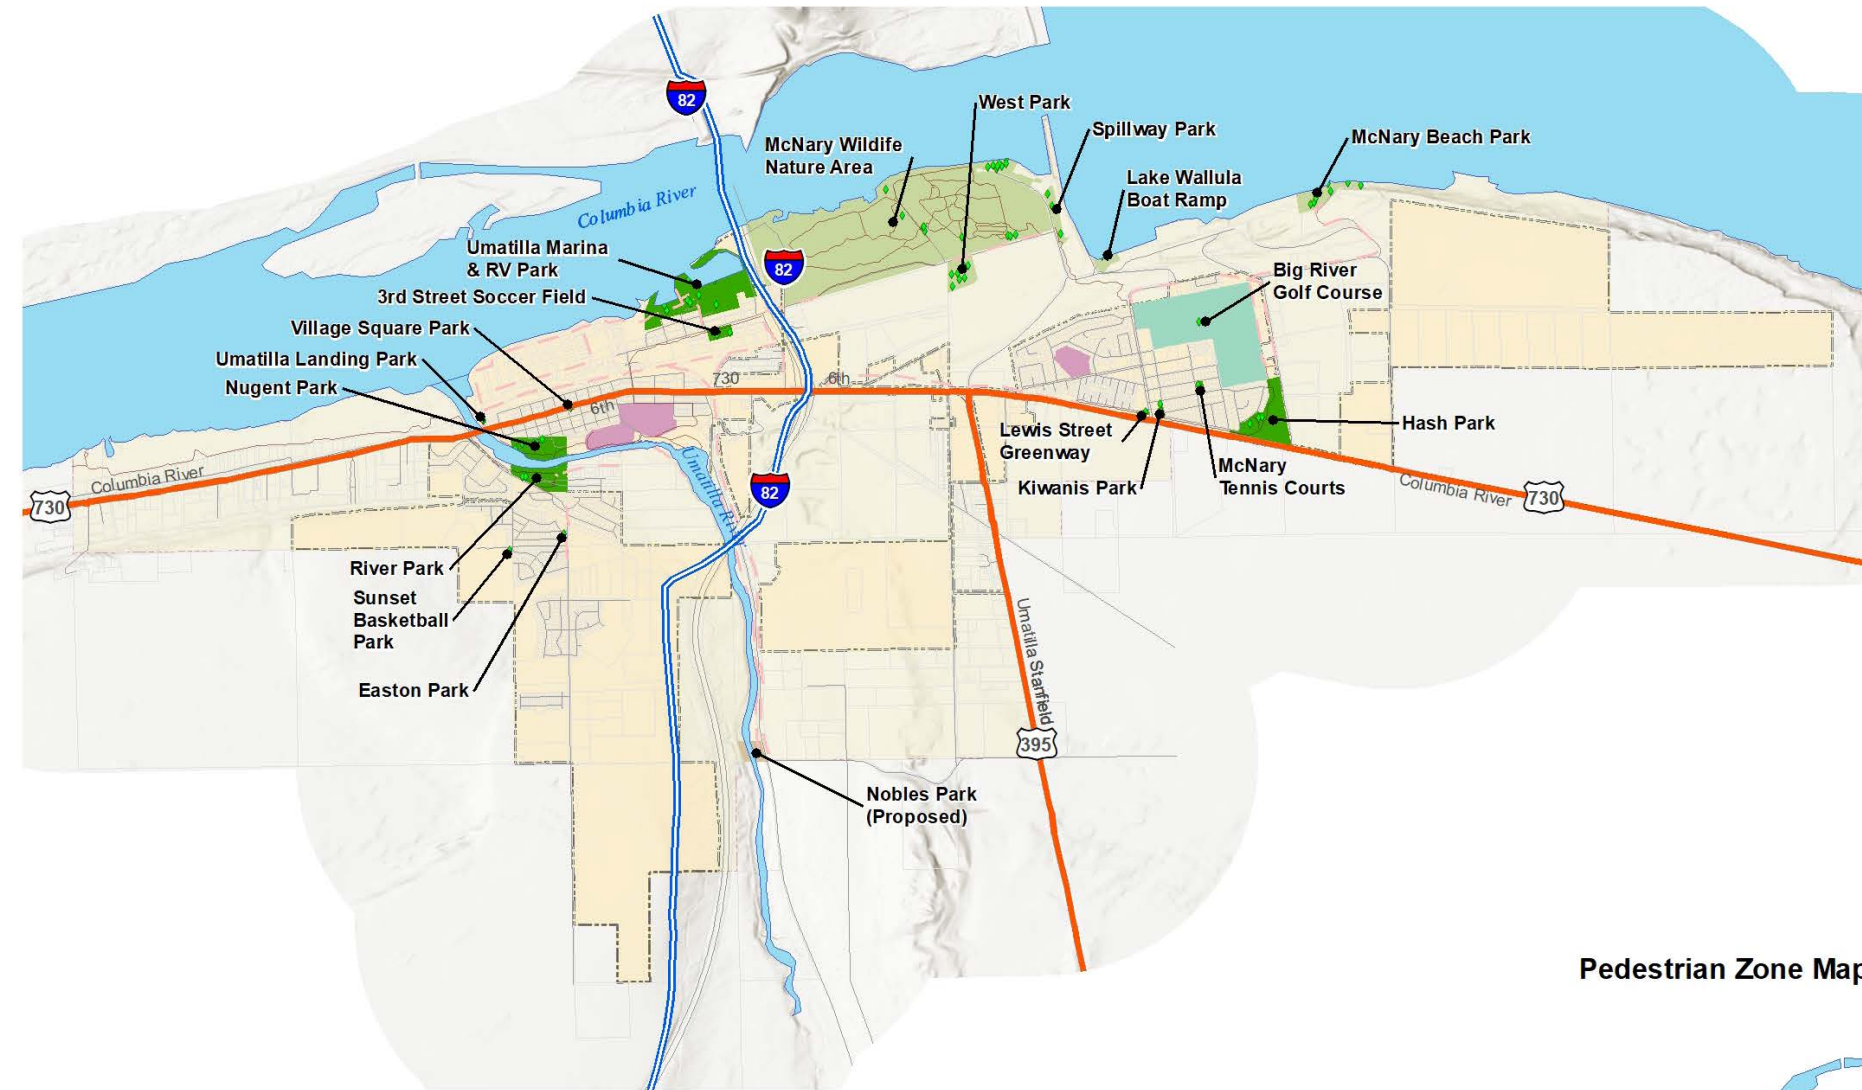 82
West Park
Spillway Park
McNary Beach Park
McNary Wildife
Nature Area
Lake Wallula
Boat Ramp
Columbia River
Umatilla Marina
& RV Park
82
Big River
Golf Course
3rd Street Soccer Field
Village Square Park
Umatilla Landing Park
Nugent Park
730
6th
6th
Lewis Street
Greenway
Hash Park
McNary
Tennis Courts
Kiwanis Park
Columbia River
730
Columbia River
730
82
Umatilla River
River Park
Sunset
Basketball
Park
Easton Park
Umatilla Stanfield
395
Nobles Park
(Proposed)
Pedestrian Zone Map